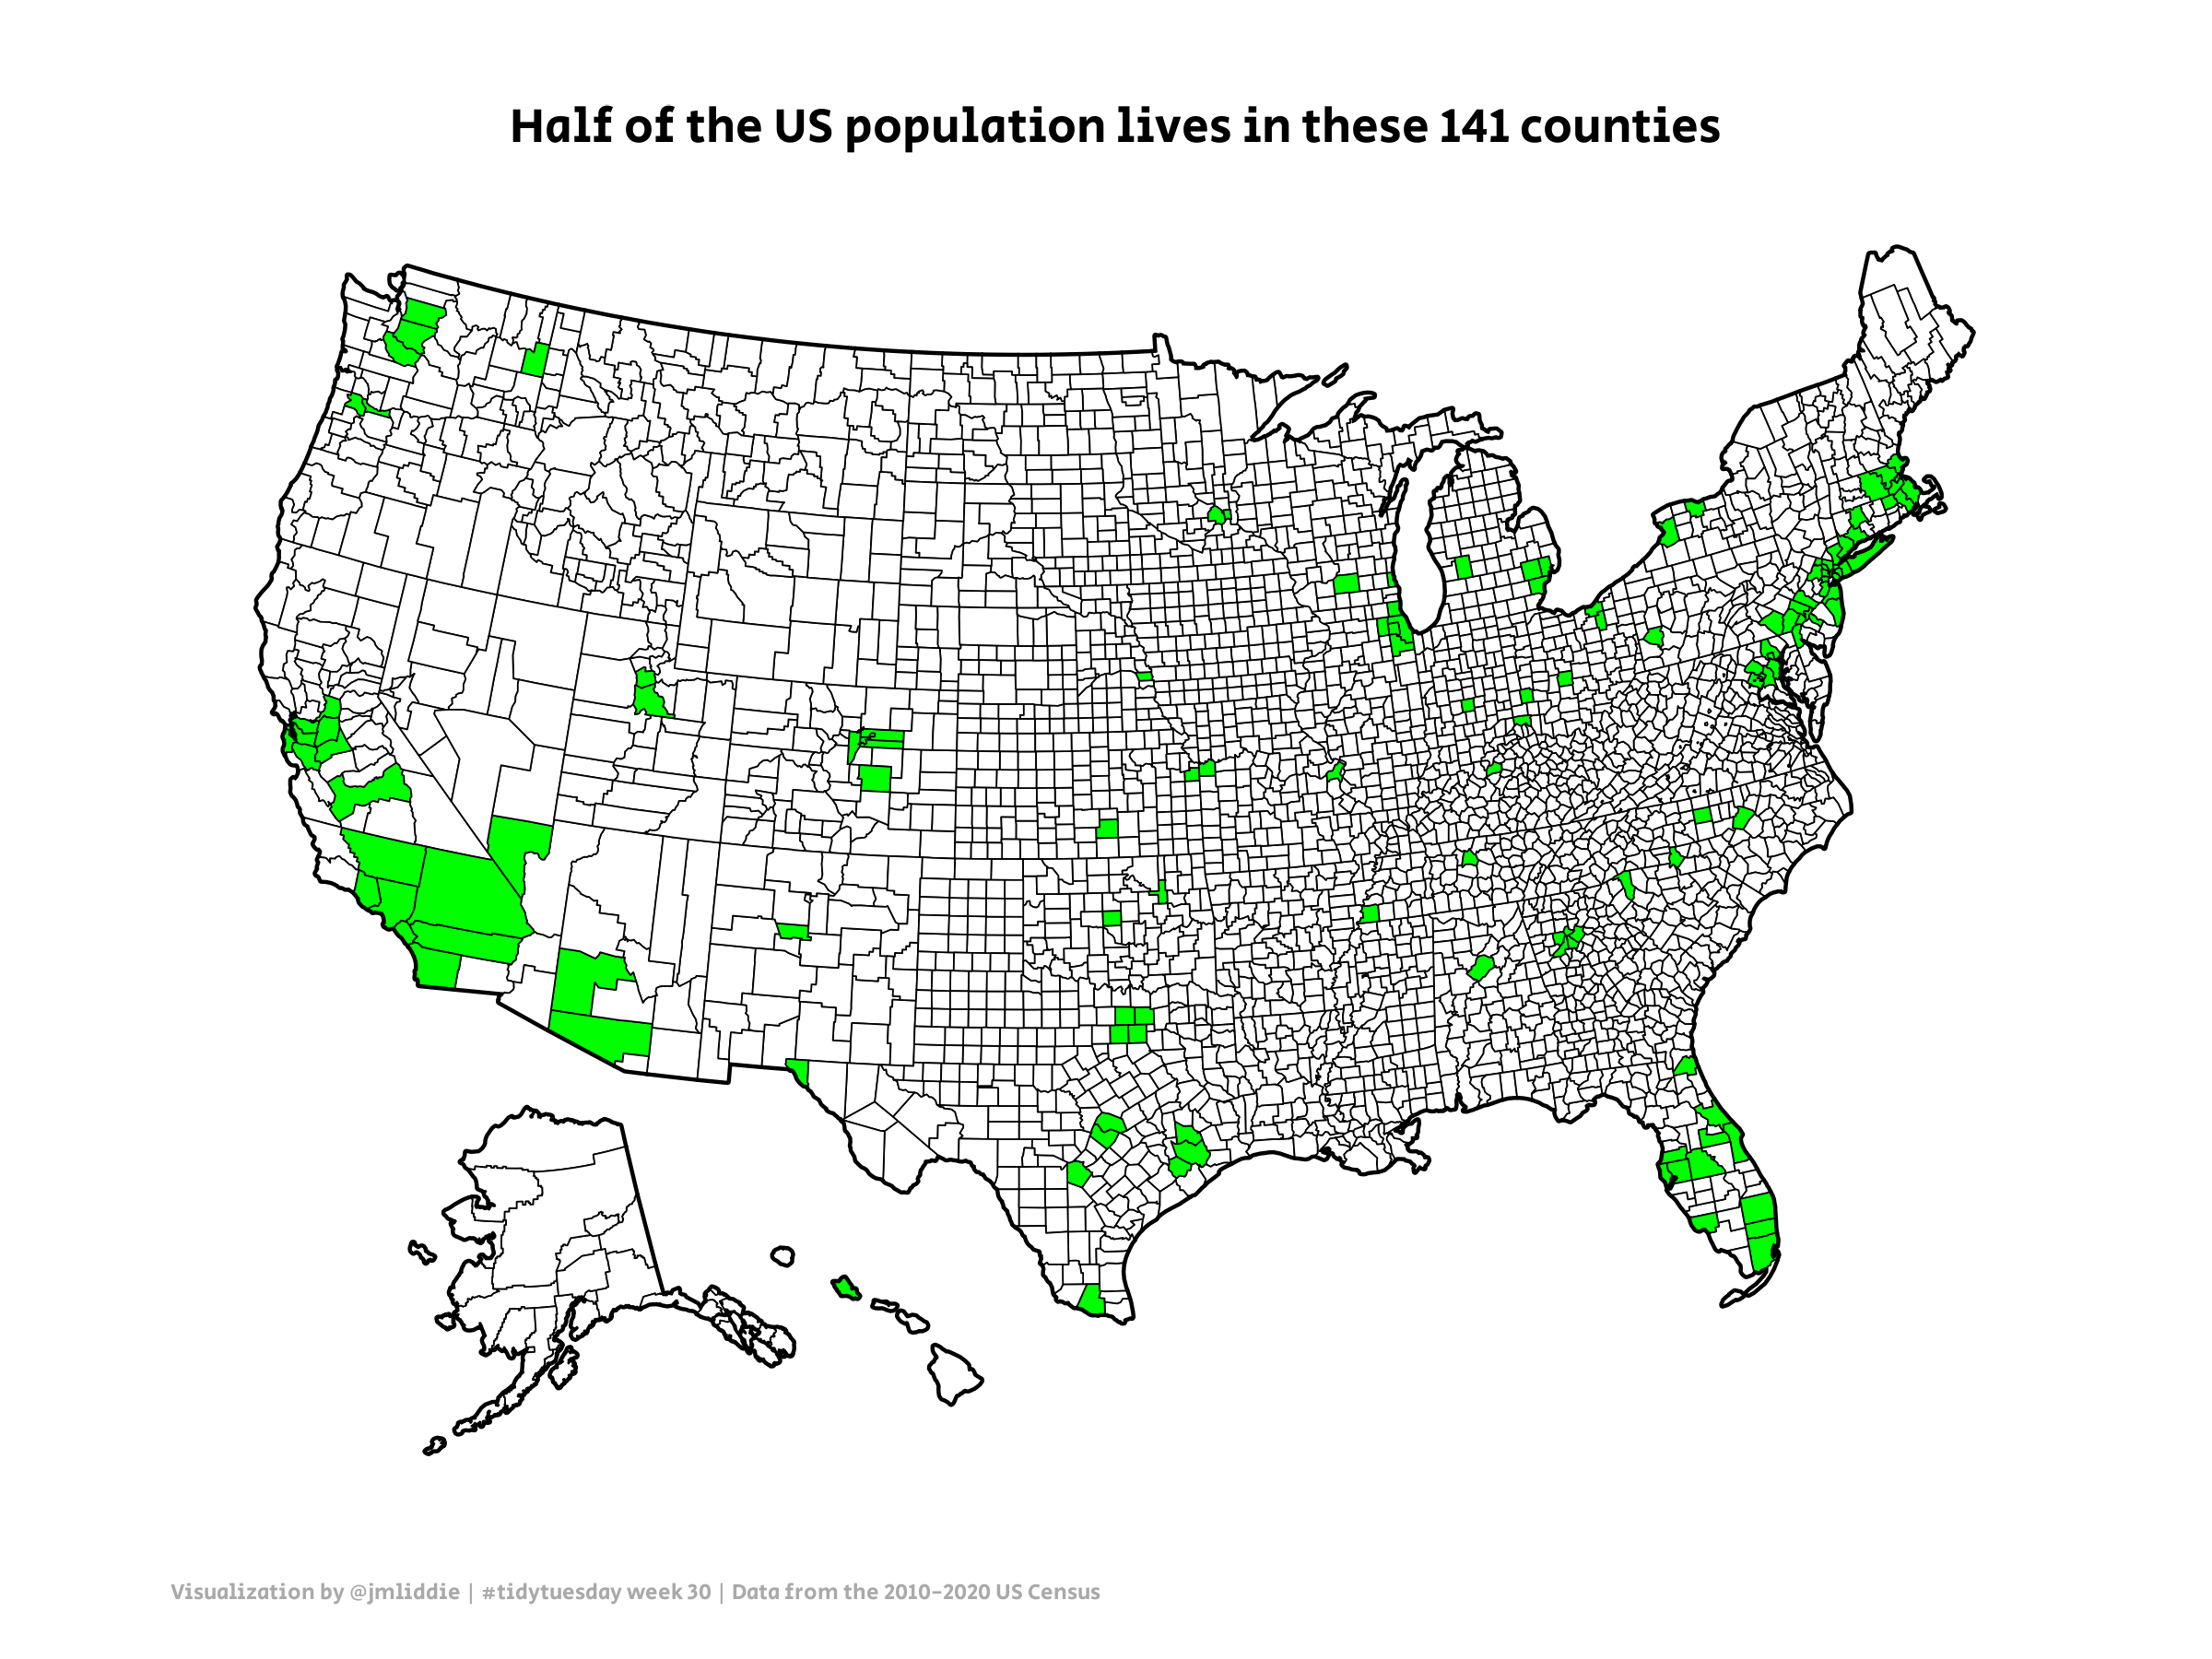 Half of the US population lives in these 141 counties
Visualization by @jmliddie | #tidytuesday week 30 | Data from the 2010-2020 US Census